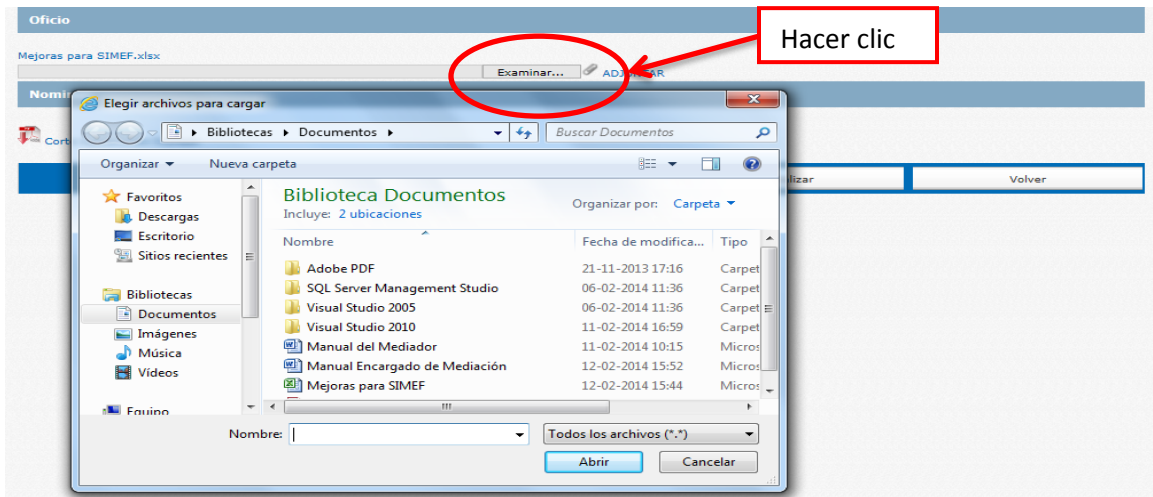 Oficio
Hacer clic
Mejoras para SIMEF.xlsx
Examinar... ADJUNTAR
Elegir archivos para cargar
Bibliotecas Documentos Buscar Documentos
Organizar Nueva carpeta
Volver
Favoritos
Descargas
Escritorio
Sitios recientes
Bibliotecas
Documentos
Imágenes
Música
Vídeos
Equipo
Biblioteca Documentos
Incluye: 2 ubicaciones
Organizar por: Carpeta
Nombre Fecha de modifica... Tipo
Adobe PDF 21-11-2013 17:16 Carpet
SQL Server Management Studio 06-02-2014 11:36 Carpet
Visual Studio 2005 06-02-2014 11:36 Carpet
Visual Studio 2010 11-02-2014 16:59 Carpet
Manual del Mediador 11-02-2014 10:15 Micros
Manual Encargado de Mediación 12-02-2014 15:52 Micros
Mejoras para SIMEF 12-02-2014 15:44 Micros
Nombre: Todos los archivos (*.*)
Abrir Cancelar